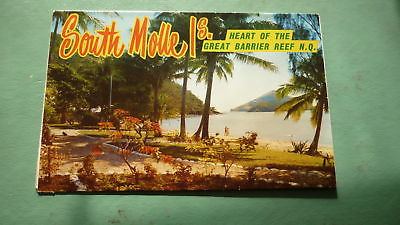 South Molle Is.
HEART OF THE
GREAT BARRIER REEF N.Q.